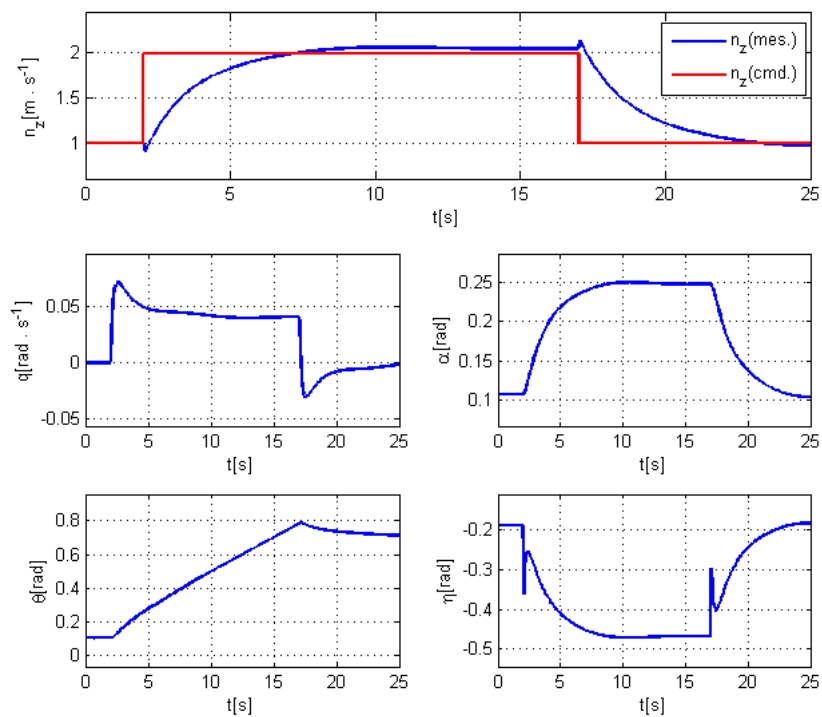 n_z[m . s⁻¹]
2
1.5
1
n_z(mes.)
n_z(cmd.)
0 5 10 15 20 25
t[s]
q[rad . s⁻¹]
0.05
0
-0.05
0 5 10 15 20 25
t[s]
α[rad]
0.25
0.2
0.15
0.1
0 5 10 15 20 25
t[s]
θ[rad]
0.8
0.6
0.4
0.2
0
0 5 10 15 20 25
t[s]
η[rad]
-0.2
-0.3
-0.4
-0.5
0 5 10 15 20 25
t[s]